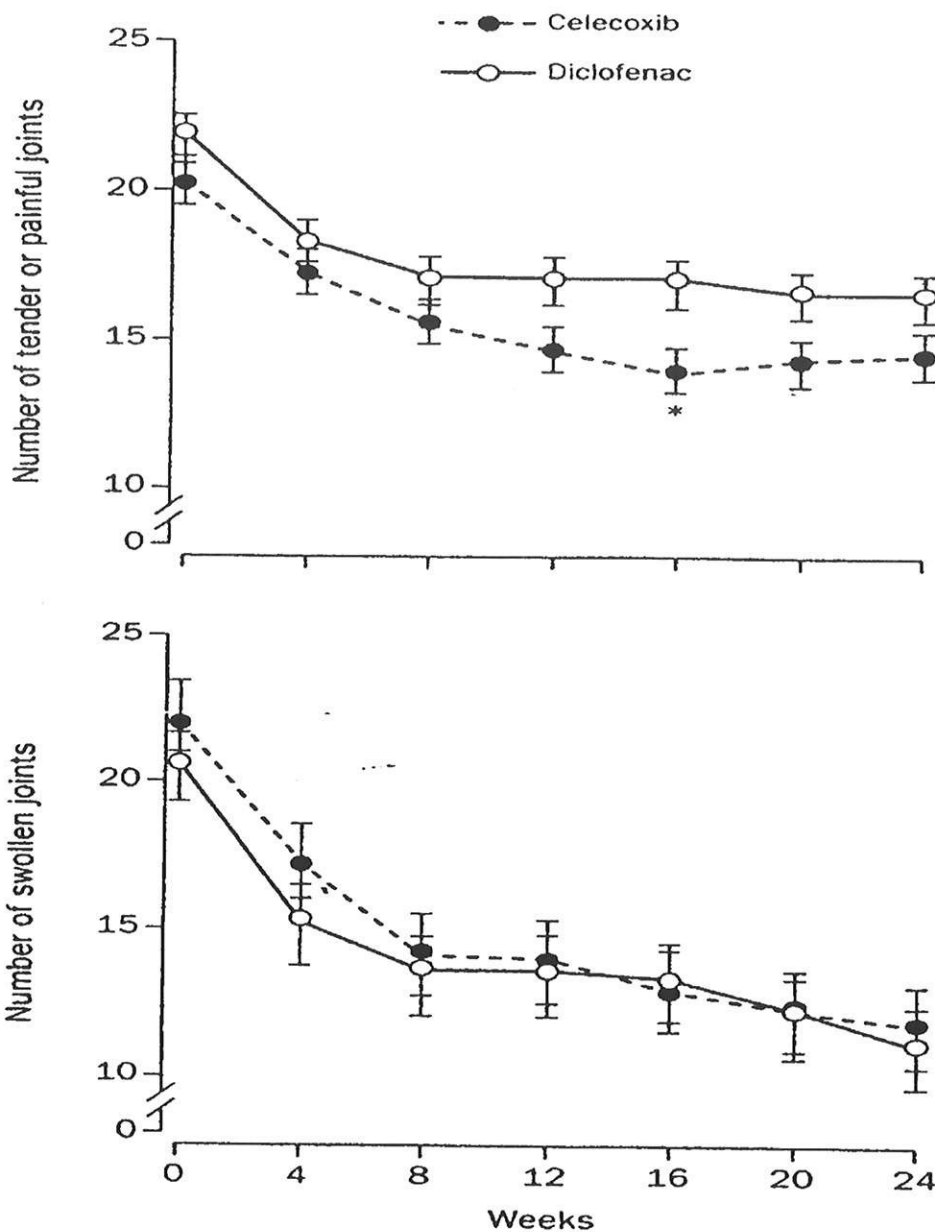 Celecoxib
Diclofenac
Number of tender or painful joints
25
20
15
10
0
*
Number of swollen joints
25
20
15
10
0
0 4 8 12 16 20 24
Weeks